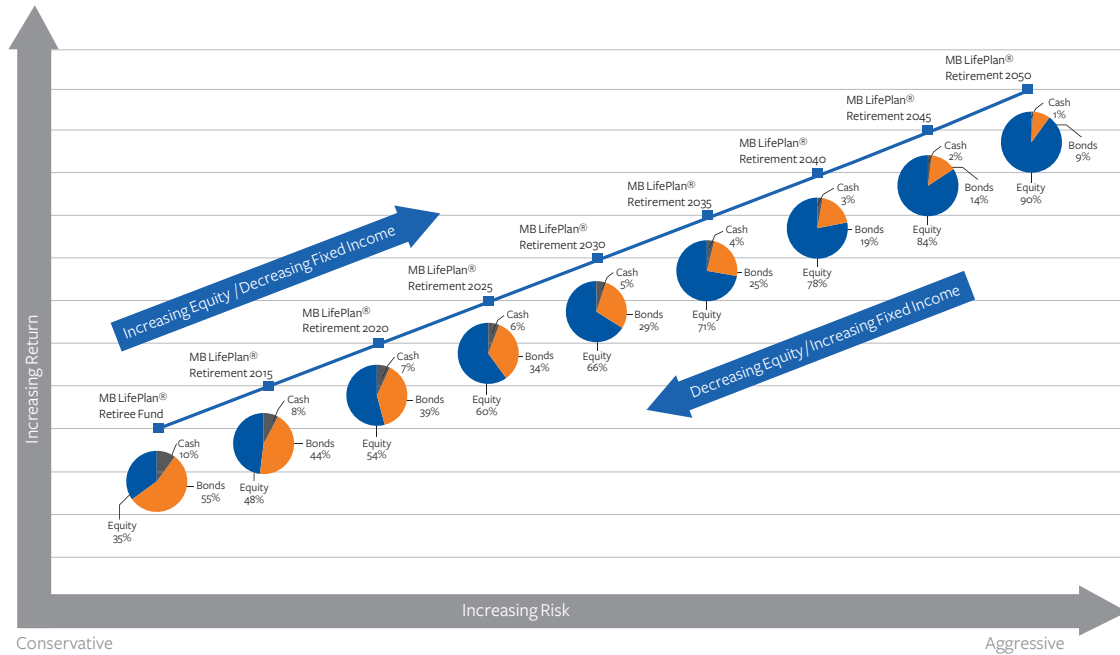 MB LifePlan®
Retirement 2050
Cash
1%
Bonds
9%
Equity
90%
MB LifePlan®
Retirement 2045
Cash
2%
Bonds
14%
Equity
84%
MB LifePlan®
Retirement 2040
Cash
3%
Bonds
19%
Equity
78%
MB LifePlan®
Retirement 2035
Cash
4%
Bonds
25%
Equity
71%
MB LifePlan®
Retirement 2030
Cash
5%
Bonds
29%
Equity
66%
MB LifePlan®
Retirement 2025
Cash
6%
Bonds
34%
Equity
60%
MB LifePlan®
Retirement 2020
Cash
7%
Bonds
39%
Equity
54%
MB LifePlan®
Retirement 2015
Cash
8%
Bonds
44%
Equity
48%
MB LifePlan®
Retiree Fund
Cash
10%
Bonds
55%
Equity
35%
Increasing Equity / Decreasing Fixed Income
Decreasing Equity / Increasing Fixed Income
Increasing Return
Increasing Risk
Conservative
Aggressive